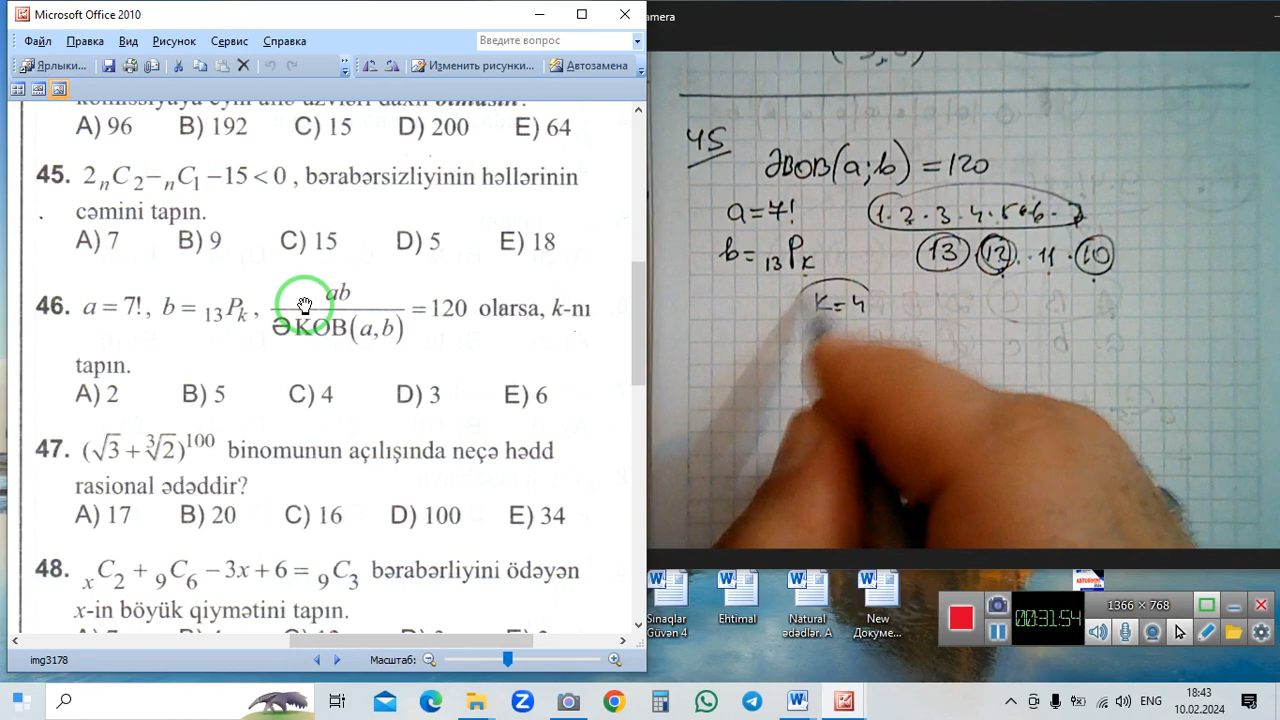 Microsoft Office 2010
Файл Правка Вид Рисунок Сервис Справка
Введите вопрос
Ярлыки...
Изменить рисунки...
Автозамена
A) 96 B) 192 C) 15 D) 200 E) 64
45. 2 ₙC₂ − ₙC₁ − 15 < 0 , bərabərsizliyinin həllərinin
cəmini tapın.
A) 7 B) 9 C) 15 D) 5 E) 18
46. a = 7!, b = ₁₃Pₖ , ab / ƏKOB(a,b) = 120 olarsa, k-nı
tapın.
A) 2 B) 5 C) 4 D) 3 E) 6
47. (√3 + ∛2)¹⁰⁰ binomunun açılışında neçə hədd
rasional ədəddir?
A) 17 B) 20 C) 16 D) 100 E) 34
48. ₓC₂ + ₉C₆ − 3x + 6 = ₉C₃ bərabərliyini ödəyən
x-in böyük qiymətini tapın.
img3178
Масштаб:
amera
45
ƏBOB(a;b) = 120
a = 7! 1 · 2 · 3 · 4 · 5 · 6 · 7
b = ₁₃Pₖ 13 · 12 · 11 · 10
K = 4
Sınaqlar Güvən 4
Ehtimal
Natural ədədlər. A
New Докуме...
1366 × 768
00:31:54
ENG
18:43
10.02.2024